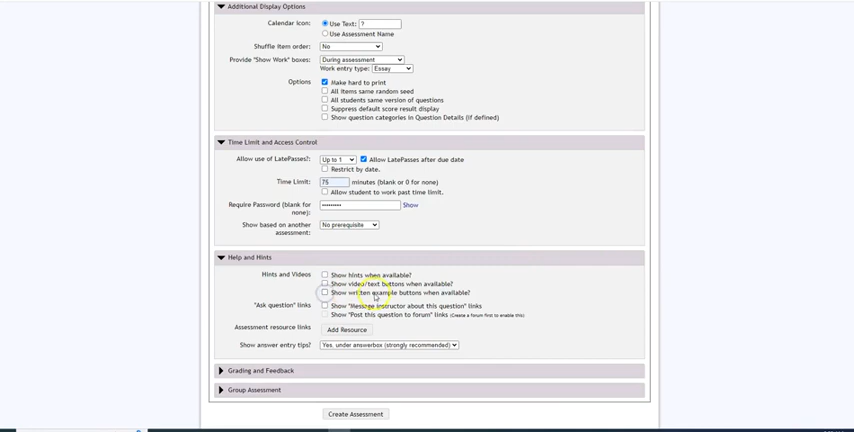 Additional Display Options
Calendar icon:
Use Text: ?
Use Assessment Name
Shuffle item order: No
Provide "Show Work" boxes: During assessment
Work entry type: Essay
Options
Make hard to print
All items same random seed
All students same version of questions
Suppress default score result display
Show question categories in Question Details (if defined)
Time Limit and Access Control
Allow use of LatePasses?: Up to 1 Allow LatePasses after due date
Restrict by date.
Time Limit: 75 minutes (blank or 0 for none)
Allow student to work past time limit.
Require Password (blank for none): ••••••••• Show
Show based on another assessment: No prerequisite
Help and Hints
Hints and Videos
Show hints when available?
Show video/text buttons when available?
Show written example buttons when available?
"Ask question" links
Show "Message instructor about this question" links
Show "Post this question to forum" links (Create a forum first to enable this)
Assessment resource links Add Resource
Show answer entry tips? Yes, under answerbox (strongly recommended)
Grading and Feedback
Group Assessment
Create Assessment